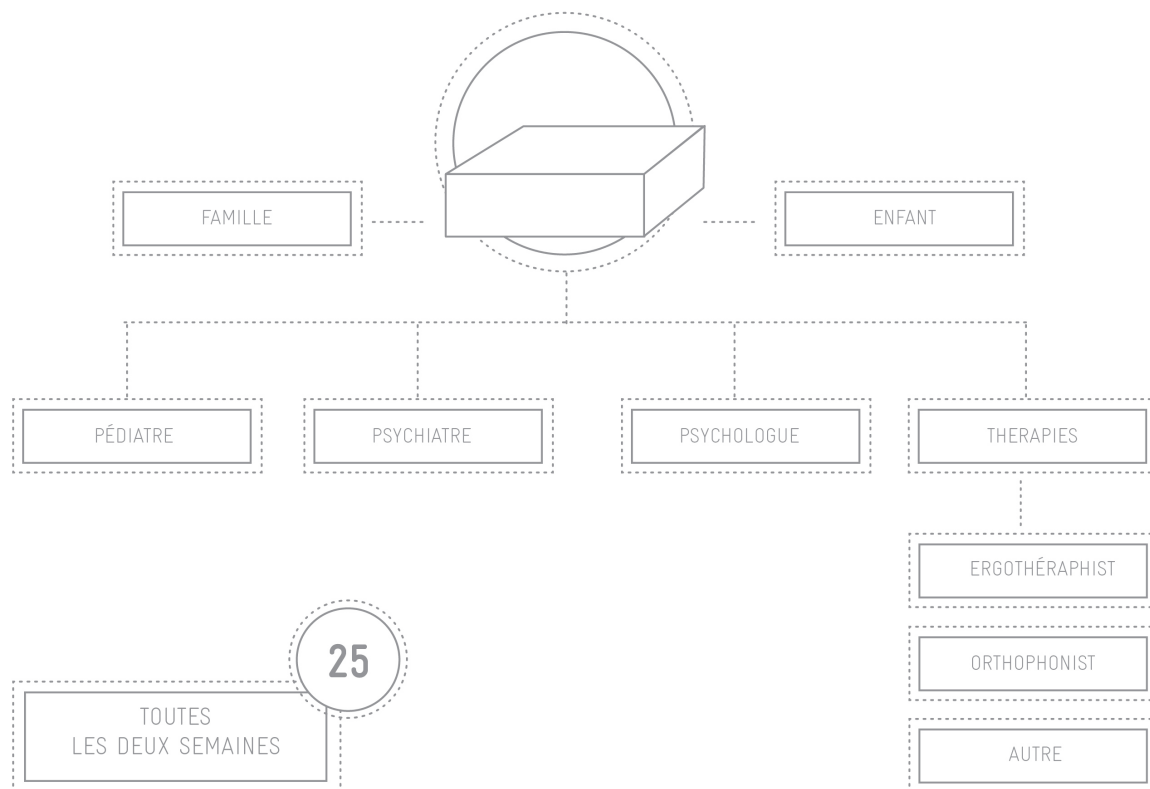 FAMILLE
ENFANT
PÉDIATRE
PSYCHIATRE
PSYCHOLOGUE
THERAPIES
ERGOTHÉRAPHIST
25
ORTHOPHONIST
TOUTES
LES DEUX SEMAINES
AUTRE